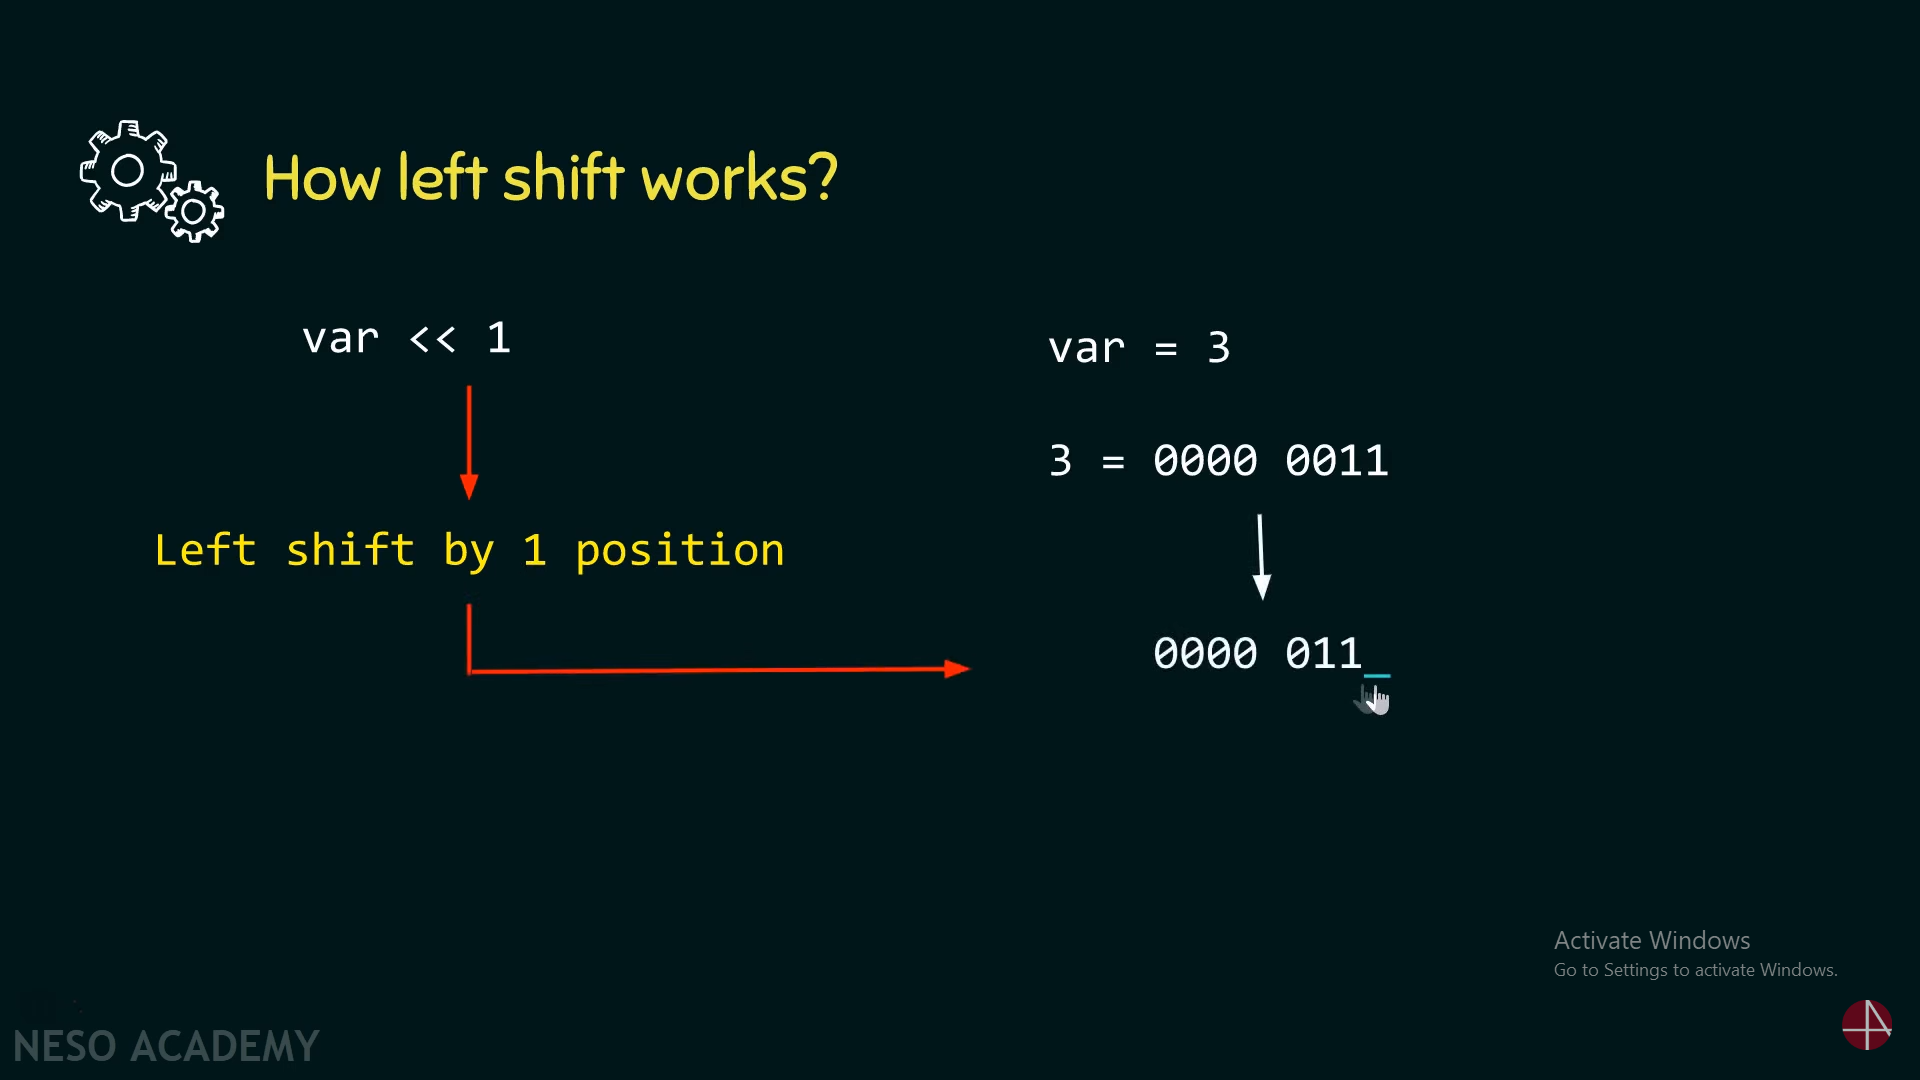 How left shift works?
var << 1
var = 3
3 = 0000 0011
Left shift by 1 position
0000 011_
Activate Windows
Go to Settings to activate Windows.
NESO ACADEMY